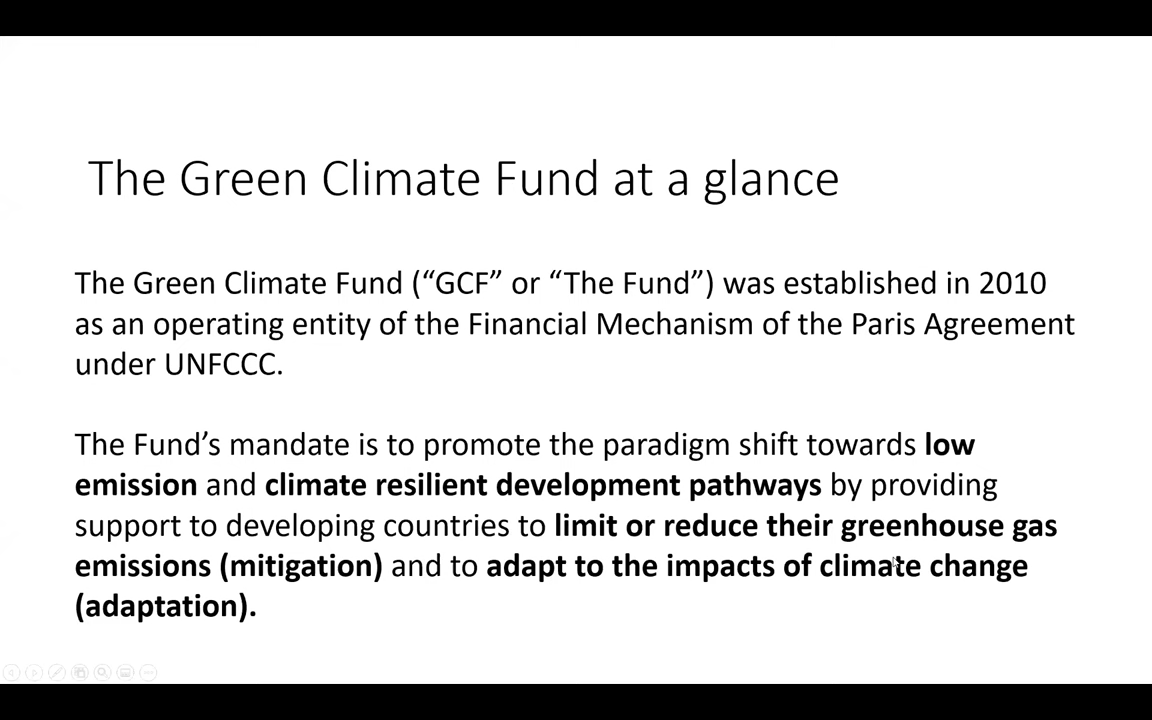 The Green Climate Fund at a glance
The Green Climate Fund (“GCF” or “The Fund”) was established in 2010
as an operating entity of the Financial Mechanism of the Paris Agreement
under UNFCCC.
The Fund’s mandate is to promote the paradigm shift towards low
emission and climate resilient development pathways by providing
support to developing countries to limit or reduce their greenhouse gas
emissions (mitigation) and to adapt to the impacts of climate change
(adaptation).